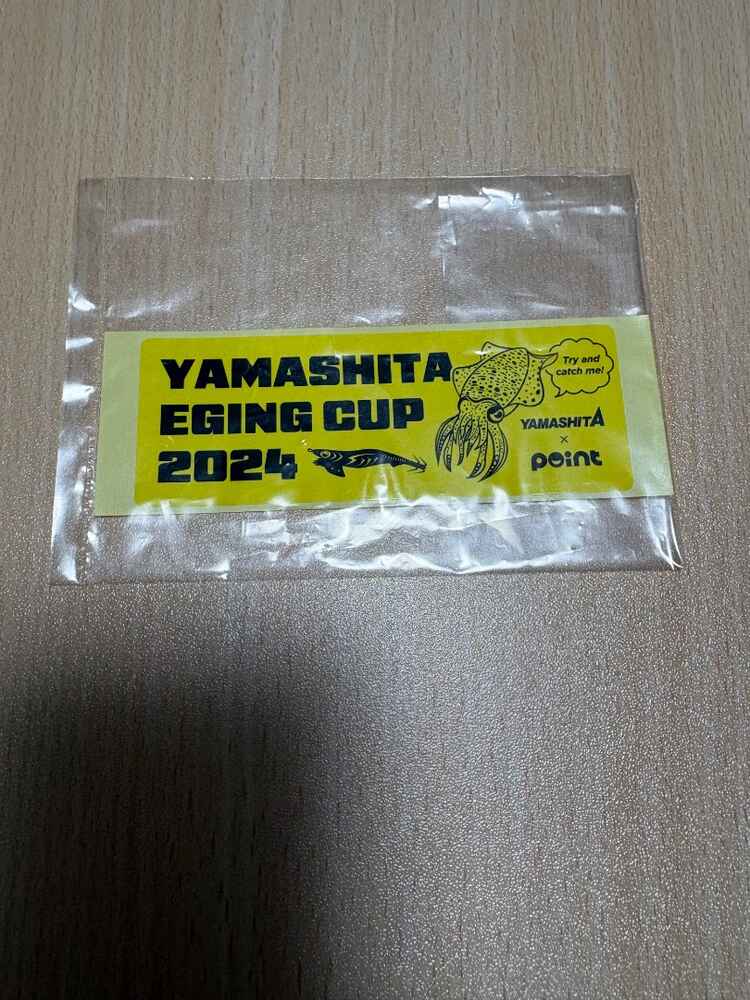 YAMASHITA
EGING CUP
2024
Try and
catch me!
YAMASHITA
×
point